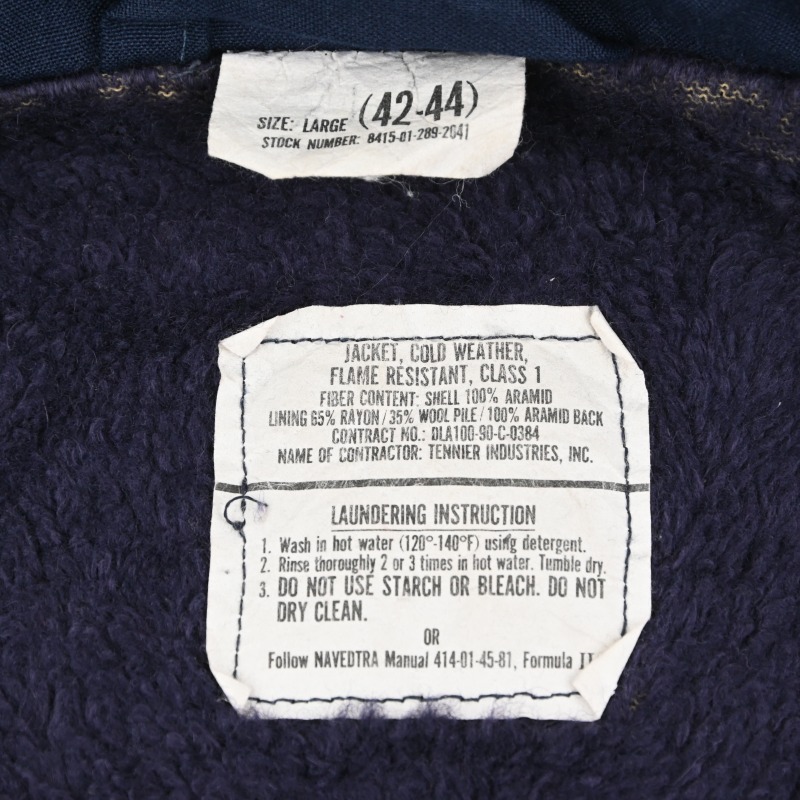 SIZE: LARGE (42-44)
STOCK NUMBER: 8415-01-289-2041
JACKET, COLD WEATHER,
FLAME RESISTANT, CLASS 1
FIBER CONTENT: SHELL 100% ARAMID
LINING 65% RAYON/35% WOOL PILE/100% ARAMID BACK
CONTRACT NO.: DLA100-90-C-0384
NAME OF CONTRACTOR: TENNIER INDUSTRIES, INC.
LAUNDERING INSTRUCTION
1. Wash in hot water (120°-140°F) using detergent.
2. Rinse thoroughly 2 or 3 times in hot water. Tumble dry.
3. DO NOT USE STARCH OR BLEACH. DO NOT
DRY CLEAN.
OR
Follow NAVEDTRA Manual 414-01-45-81, Formula II